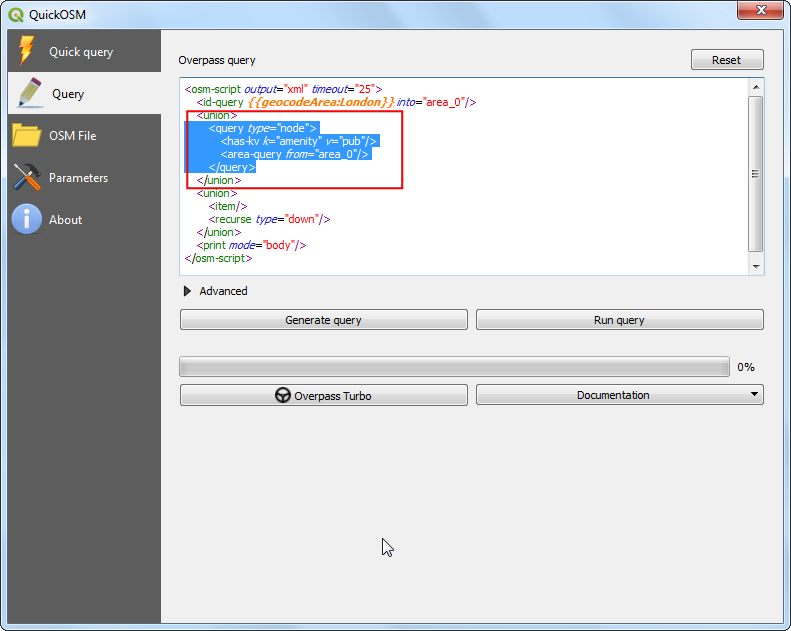 QuickOSM
Quick query
Query
OSM File
Parameters
About
Overpass query
Reset
<osm-script output="xml" timeout="25">
<id-query {{geocodeArea:London}} into="area_0"/>
<union>
<query type="node">
<has-kv k="amenity" v="pub"/>
<area-query from="area_0"/>
</query>
</union>
<union>
<item/>
<recurse type="down"/>
</union>
<print mode="body"/>
</osm-script>
Advanced
Generate query
Run query
0%
Overpass Turbo
Documentation